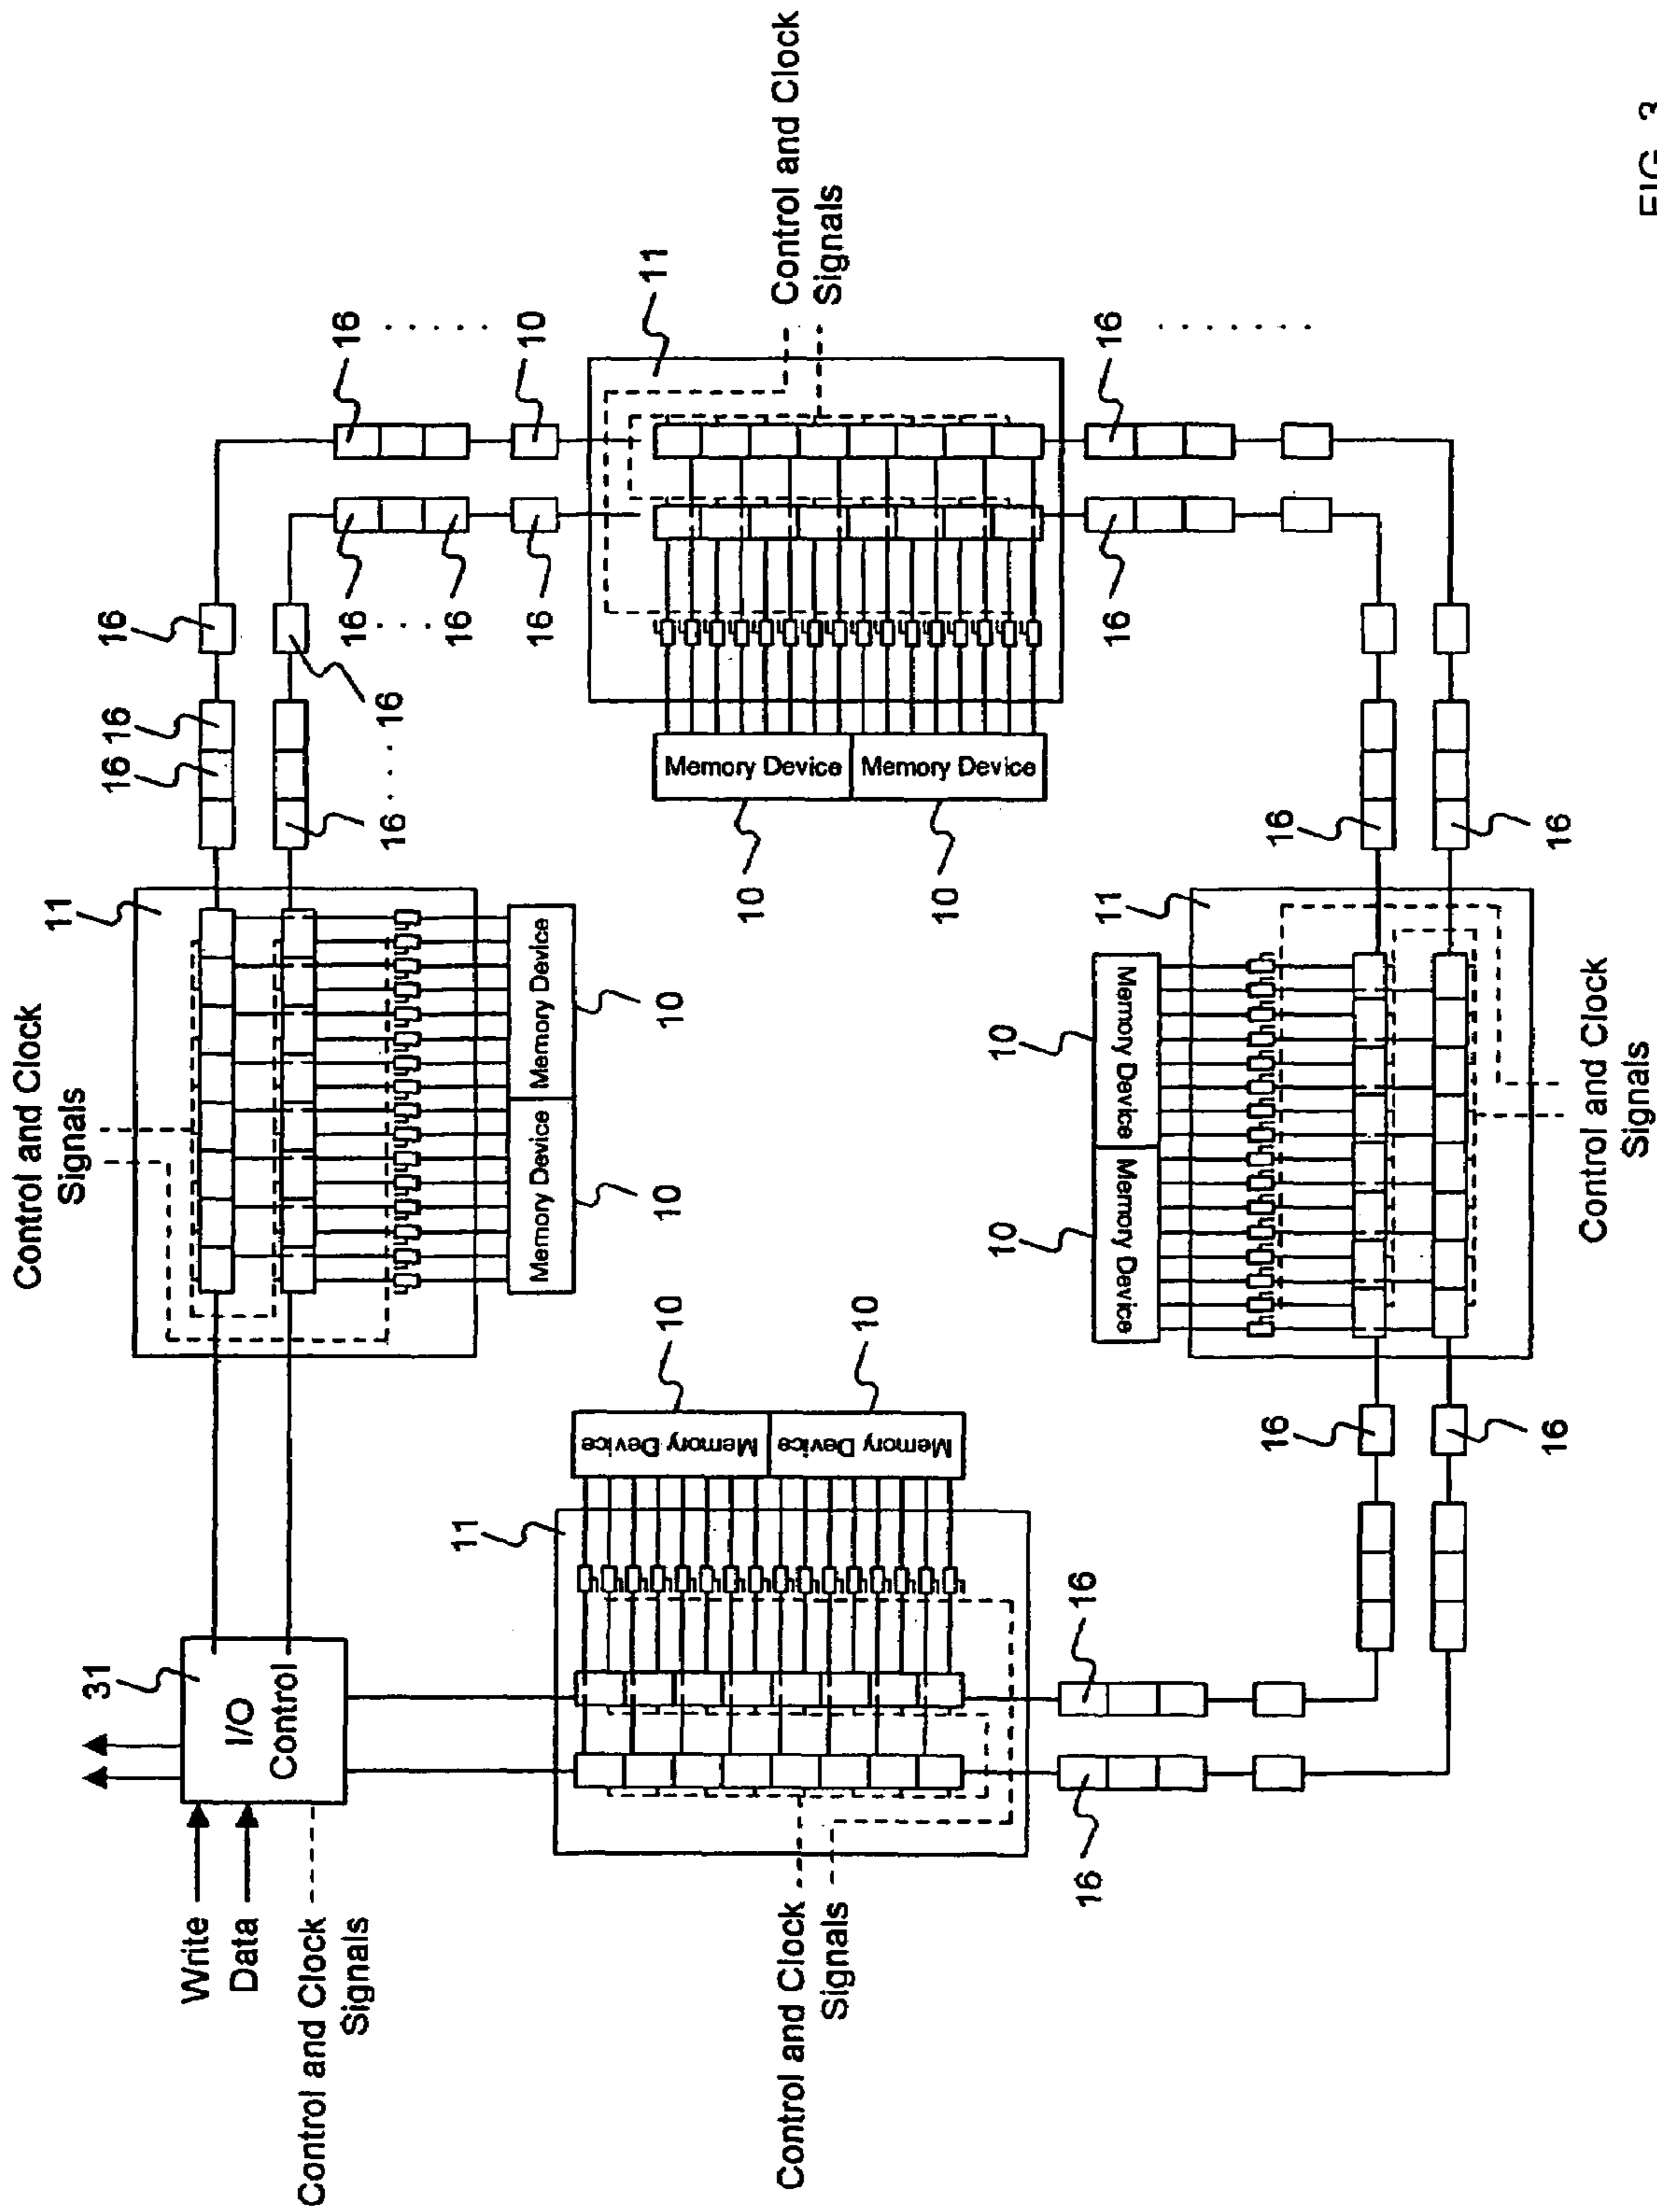 Control and Clock
Signals
31
11
16
16
16
Write
Data
I/O
Control
Control and Clock
Signals
16 . . . . 16
16 . . . .
16
16
16 . . . . . .
10
11
Memory Device
Memory Device
10
10
11
Memory Device
Memory Device
10
10
Control and Clock
Signals
Memory Device
Memory Device
10
10
Control and Clock
Signals
16
16
16
16 . . . . . . .
10
10
Memory Device
Memory Device
11
16
16
16
16
Control and Clock
Signals
FIG. 3